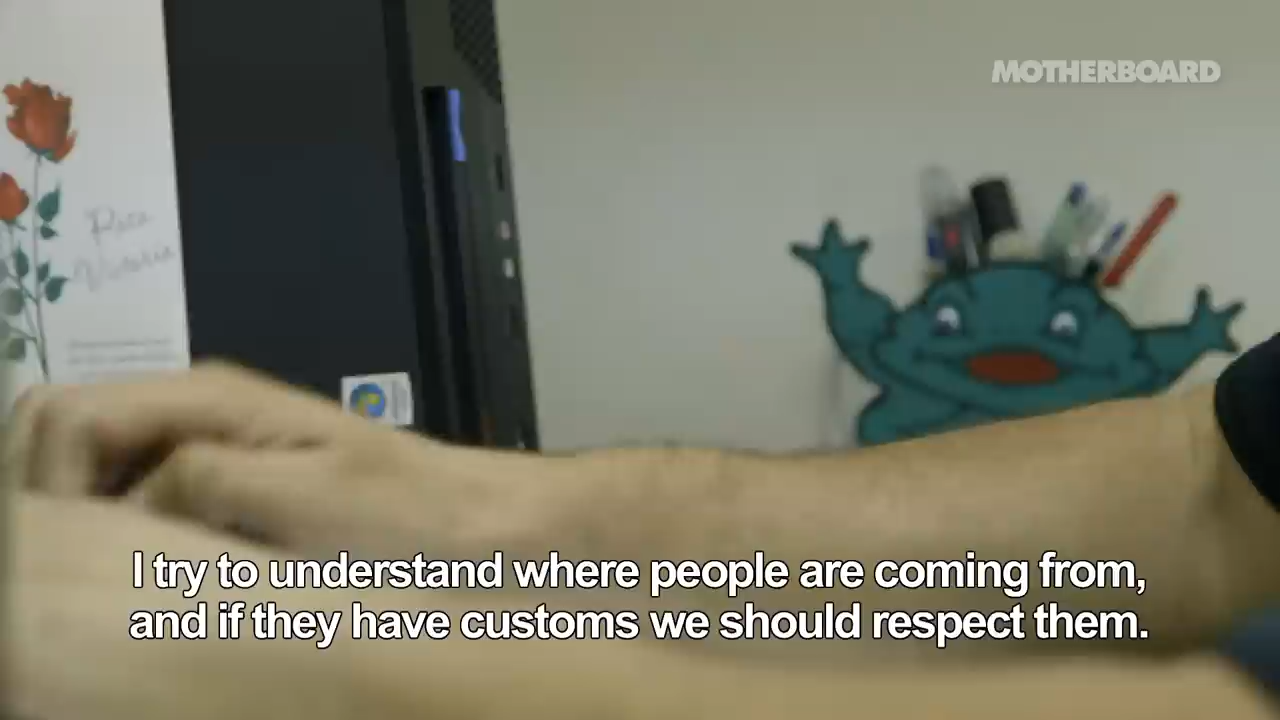 MOTHERBOARD
I try to understand where people are coming from,
and if they have customs we should respect them.